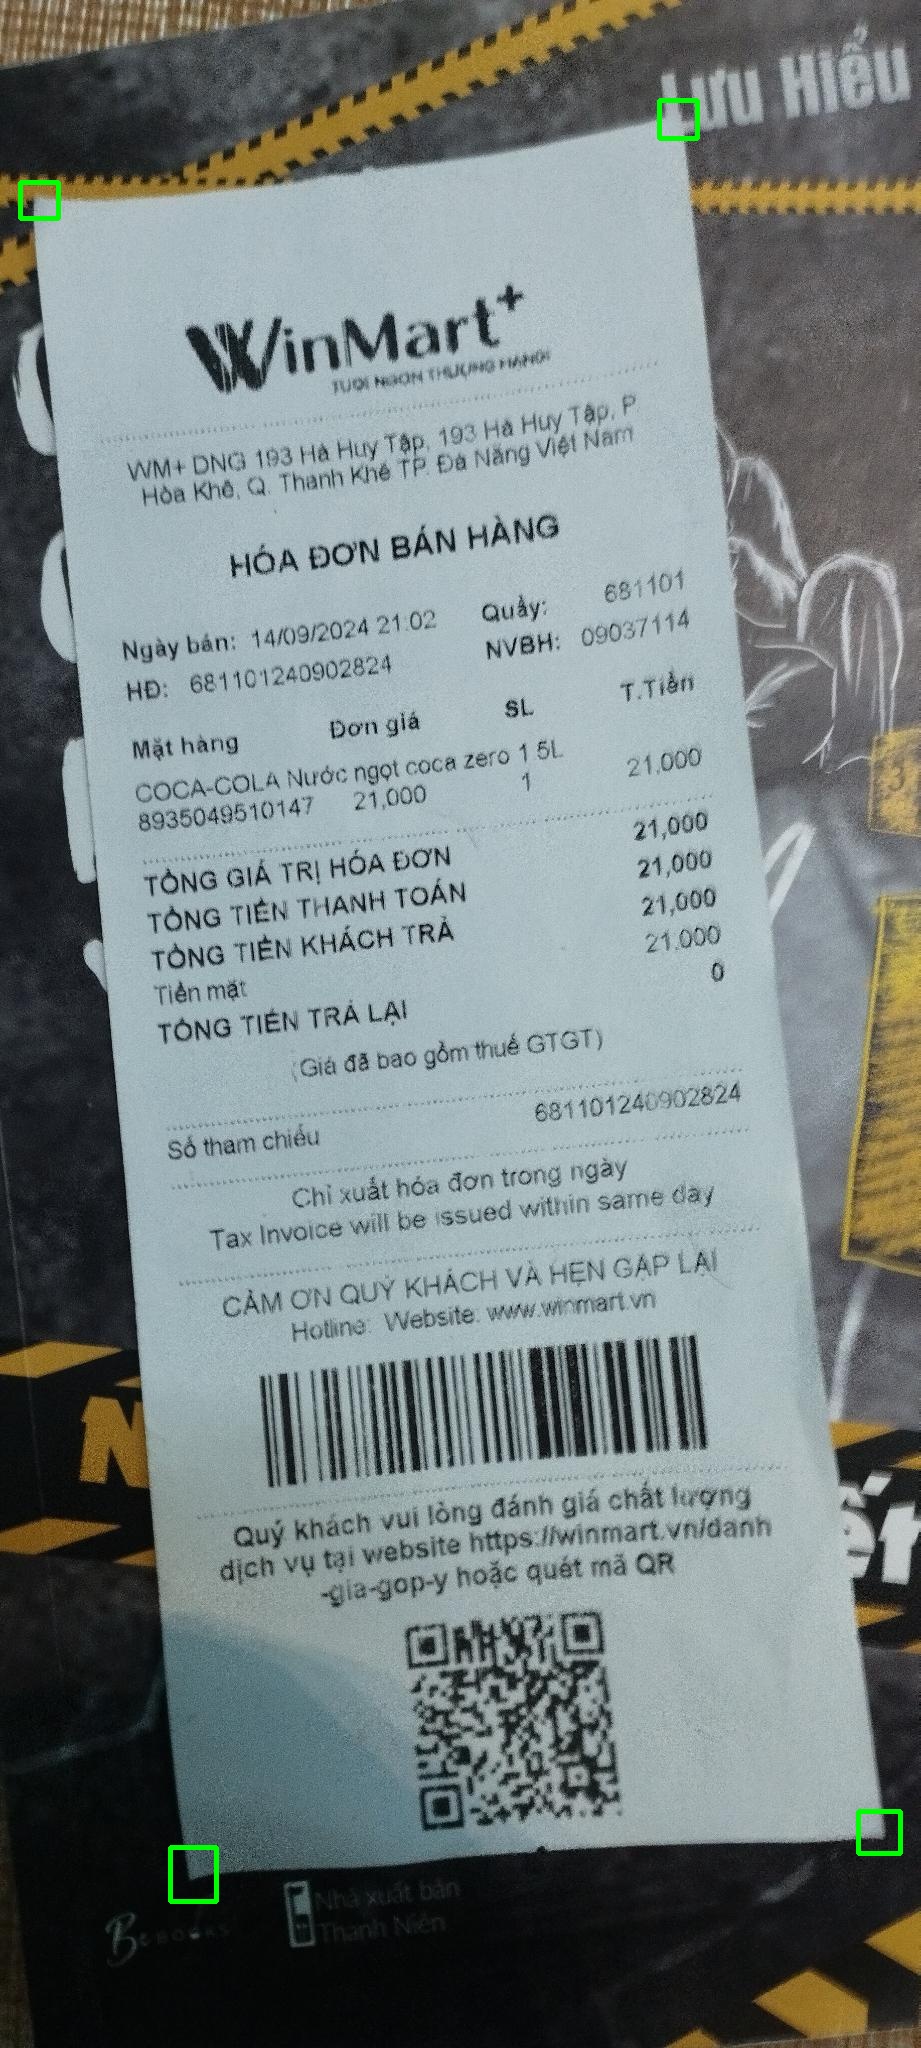 Lưu Hiểu
WinMart+
TƯƠI NGON THƯỢNG HẠNG!
WM+ DNG 193 Hà Huy Tập, 193 Hà Huy Tập, P
Hòa Khê, Q. Thanh Khê TP. Đà Nẵng Việt Nam
HÓA ĐƠN BÁN HÀNG
Ngày bán: 14/09/2024 21:02 Quầy: 681101
HĐ: 681101240902824 NVBH: 09037114
Mặt hàng Đơn giá SL T.Tiền
COCA-COLA Nước ngọt coca zero 1.5L
8935049510147 21,000 1 21,000
TỔNG GIÁ TRỊ HÓA ĐƠN 21,000
TỔNG TIỀN THANH TOÁN 21,000
TỔNG TIỀN KHÁCH TRẢ 21,000
Tiền mặt 21,000
TỔNG TIỀN TRẢ LẠI 0
(Giá đã bao gồm thuế GTGT)
Số tham chiếu 681101240902824
Chỉ xuất hóa đơn trong ngày
Tax Invoice will be issued within same day
CẢM ƠN QUÝ KHÁCH VÀ HẸN GẶP LẠI
Hotline: Website: www.winmart.vn
Quý khách vui lòng đánh giá chất lượng
dịch vụ tại website https://winmart.vn/danh
-gia-gop-y hoặc quét mã QR
Be BOOKS
Nhà xuất bản
Thanh Niên